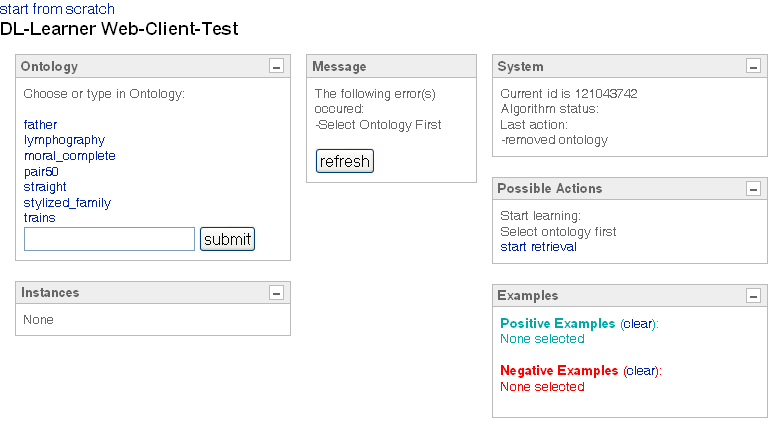 start from scratch
DL-Learner Web-Client-Test
Ontology
Choose or type in Ontology:
father
lymphography
moral_complete
pair50
straight
stylized_family
trains
submit
Instances
None
Message
The following error(s)
occured:
-Select Ontology First
refresh
System
Current id is 121043742
Algorithm status:
Last action:
-removed ontology
Possible Actions
Start learning:
Select ontology first
start retrieval
Examples
Positive Examples (clear):
None selected
Negative Examples (clear):
None selected